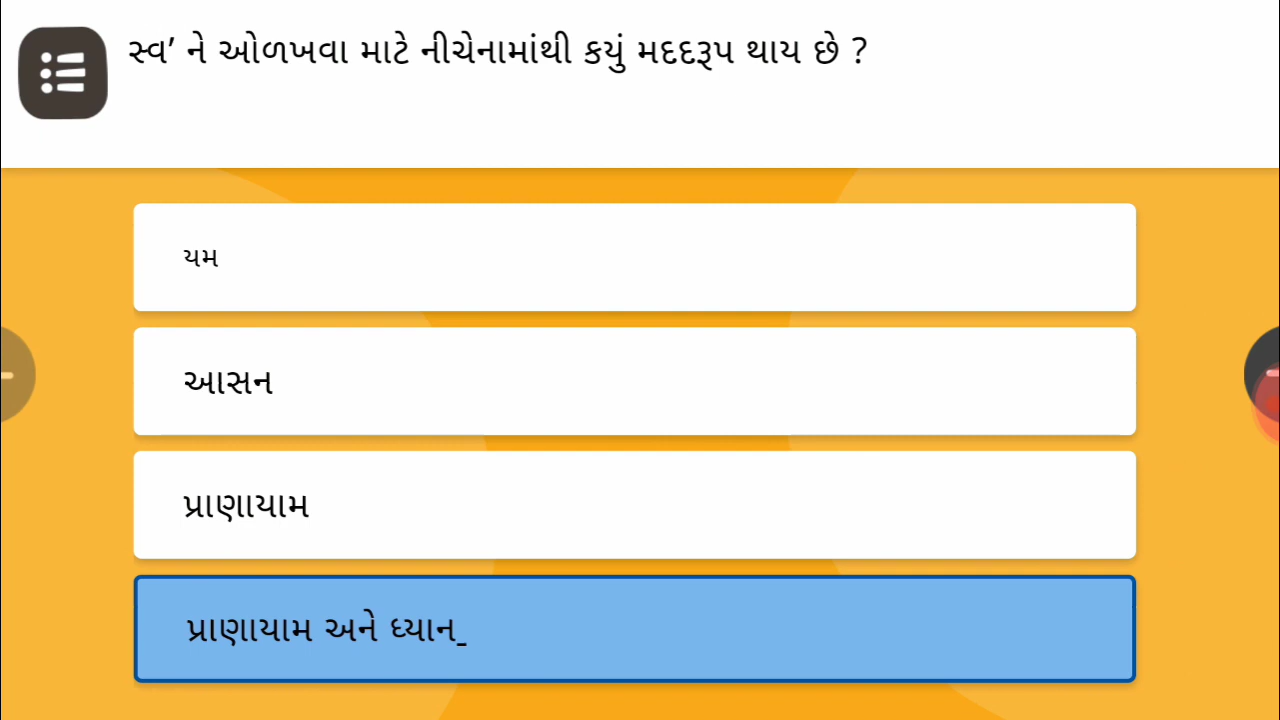 સ્વ’ ને ઓળખવા માટે નીચેનામાંથી કયું મદદરૂપ થાય છે ?
યમ
આસન
પ્રાણાયામ
પ્રાણાયામ અને ધ્યાન_